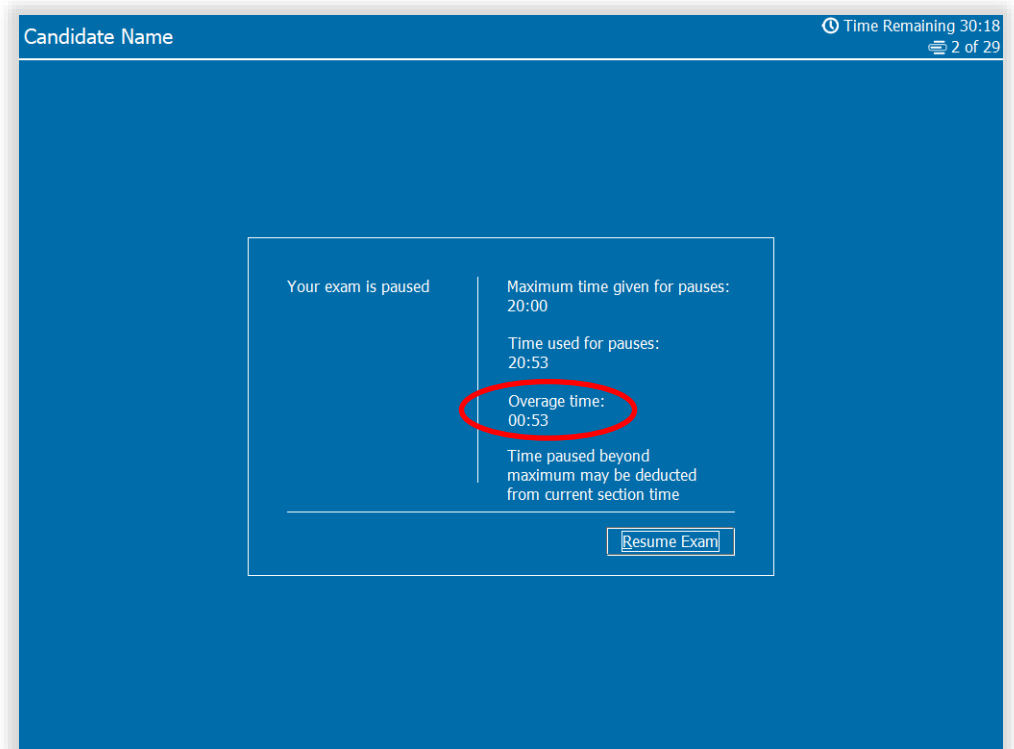 Candidate Name
Time Remaining 30:18
2 of 29
Your exam is paused
Maximum time given for pauses:
20:00
Time used for pauses:
20:53
Overage time:
00:53
Time paused beyond
maximum may be deducted
from current section time
Resume Exam